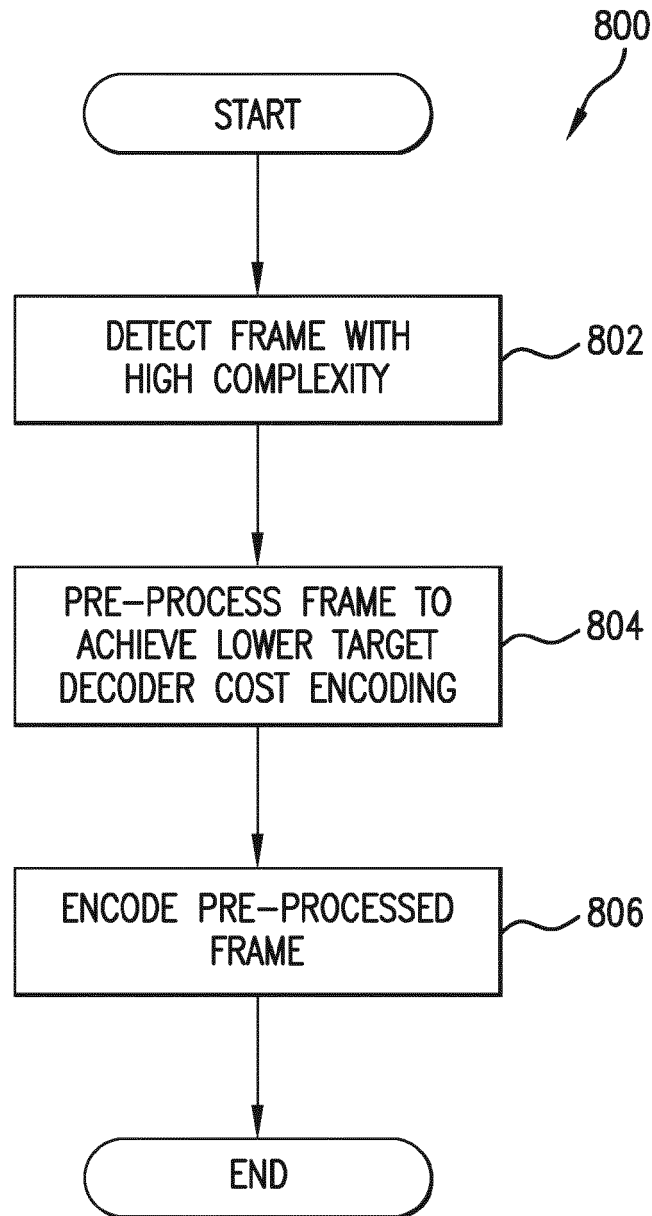 800
START
DETECT FRAME WITH
HIGH COMPLEXITY
802
PRE-PROCESS FRAME TO
ACHIEVE LOWER TARGET
DECODER COST ENCODING
804
ENCODE PRE-PROCESSED
FRAME
806
END